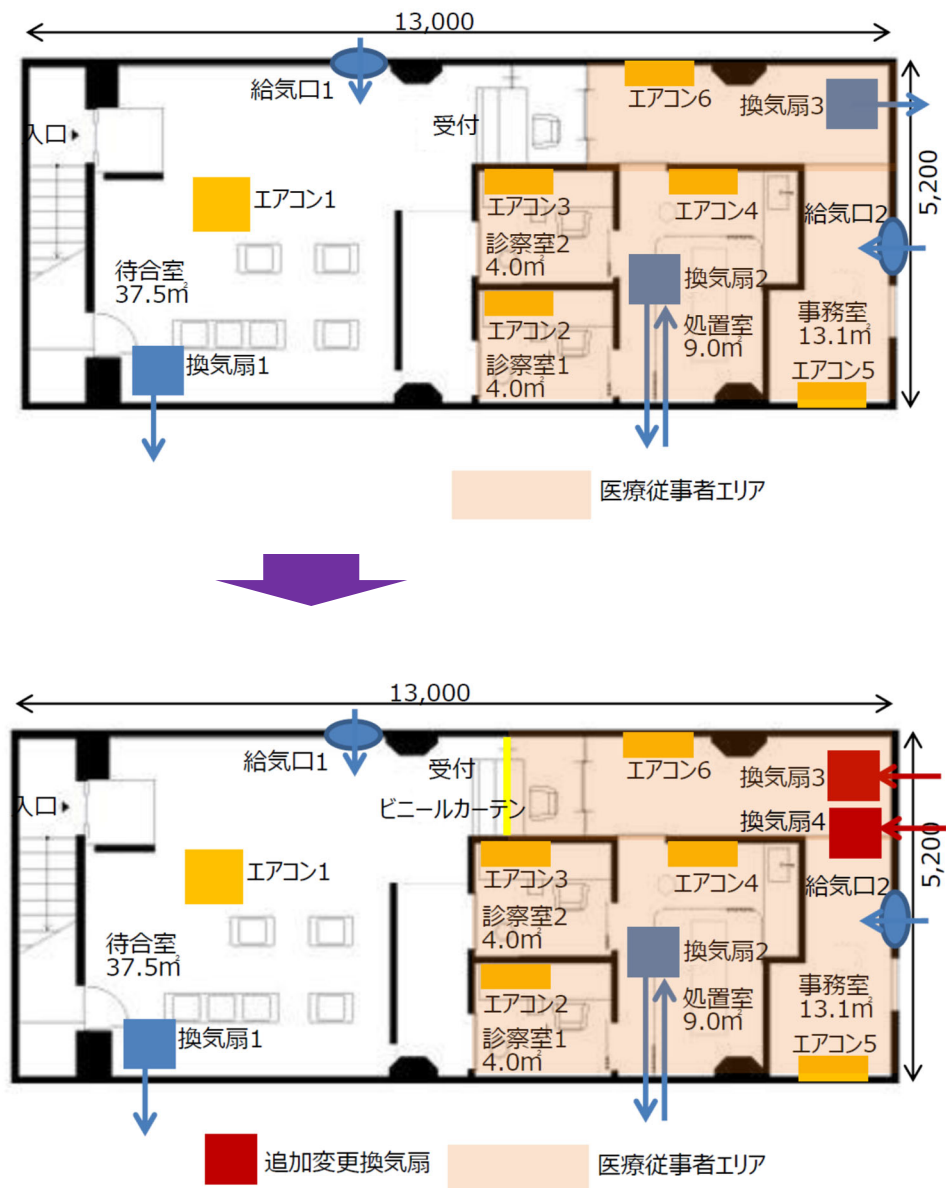 13,000
給気口1
エアコン6
換気扇3
受付
入口
5,200
エアコン1
エアコン3
エアコン4
給気口2
診察室2
4.0㎡
待合室
37.5㎡
換気扇2
エアコン2
処置室
9.0㎡
事務室
13.1㎡
換気扇1
診察室1
4.0㎡
エアコン5
医療従事者エリア
13,000
給気口1
受付
エアコン6
換気扇3
ビニールカーテン
入口
換気扇4
5,200
エアコン1
エアコン3
エアコン4
給気口2
診察室2
4.0㎡
待合室
37.5㎡
換気扇2
エアコン2
処置室
9.0㎡
事務室
13.1㎡
換気扇1
診察室1
4.0㎡
エアコン5
追加変更換気扇
医療従事者エリア